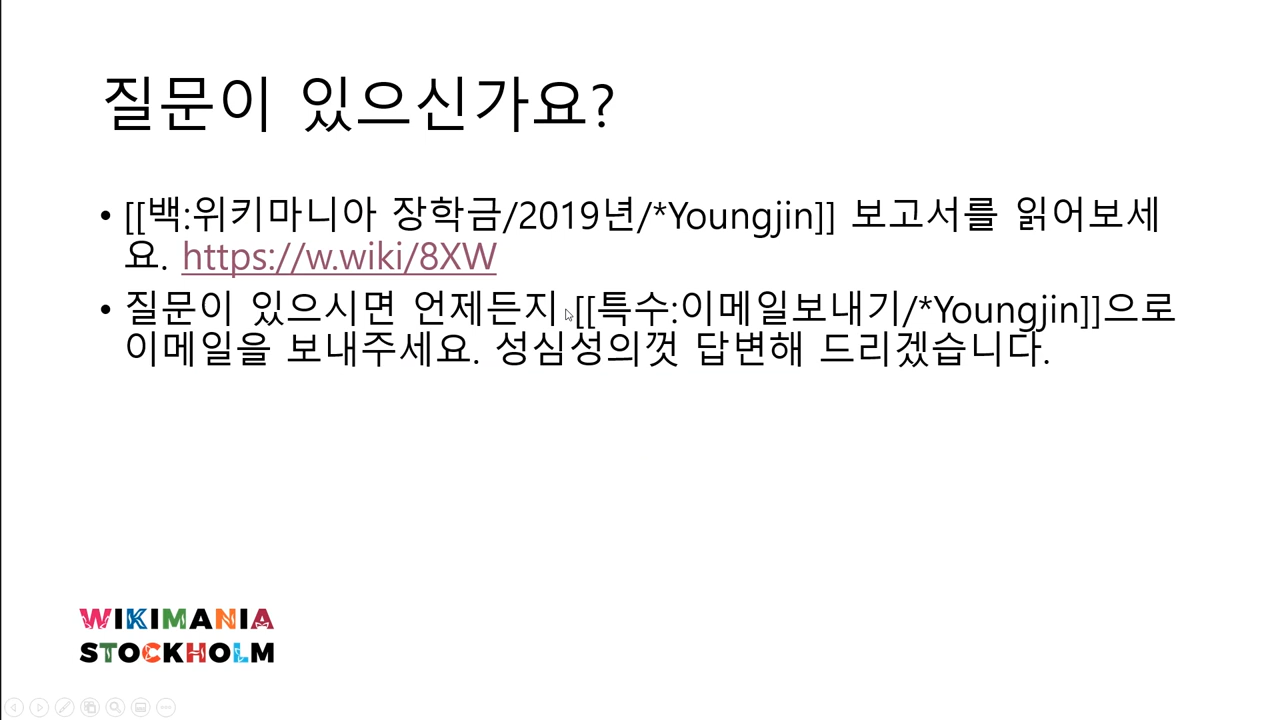 질문이 있으신가요?
• [[백:위키마니아 장학금/2019년/*Youngjin]] 보고서를 읽어보세
요. https://w.wiki/8XW
• 질문이 있으시면 언제든지 [[특수:이메일보내기/*Youngjin]]으로
이메일을 보내주세요. 성심성의껏 답변해 드리겠습니다.
WIKIMANIA
STOCKHOLM